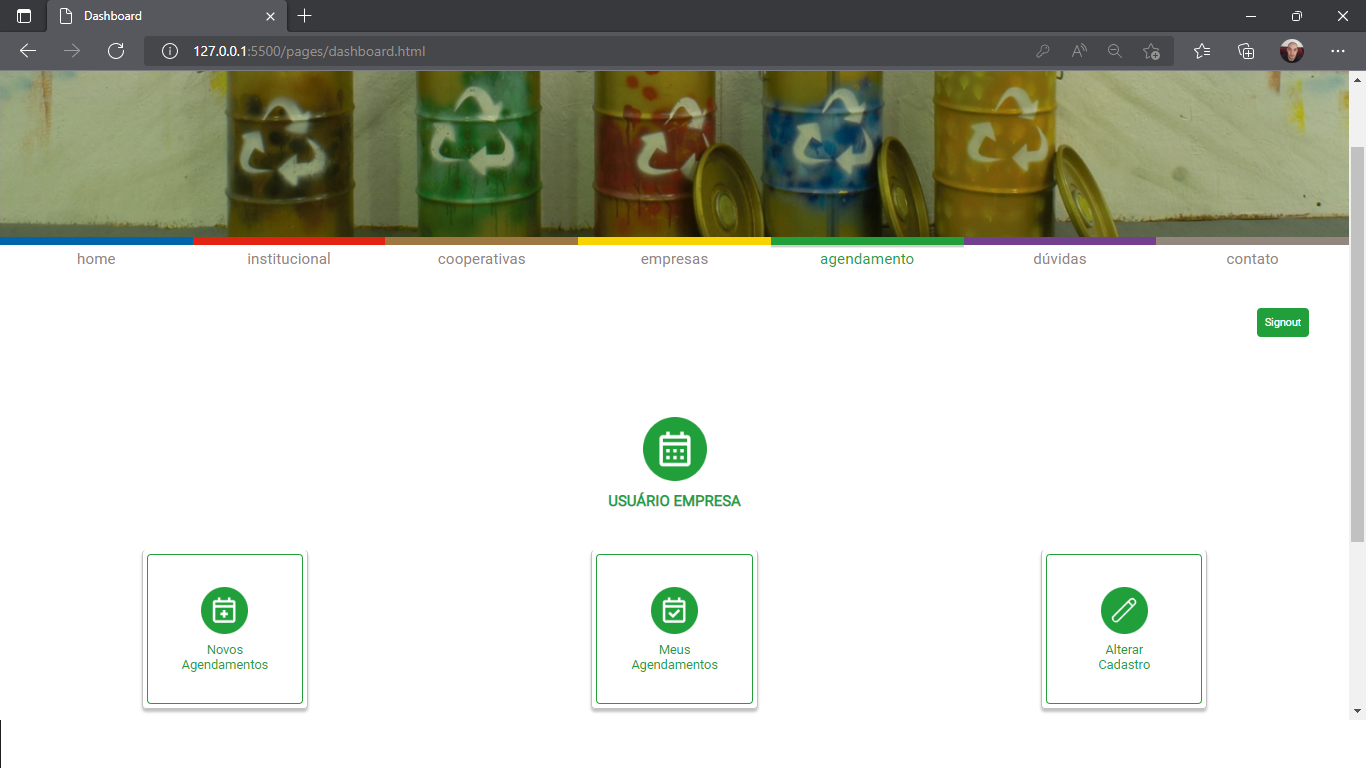 Dashboard
127.0.0.1:5500/pages/dashboard.html
home institucional cooperativas empresas agendamento dúvidas contato
Signout
USUÁRIO EMPRESA
Novos
Agendamentos
Meus
Agendamentos
Alterar
Cadastro